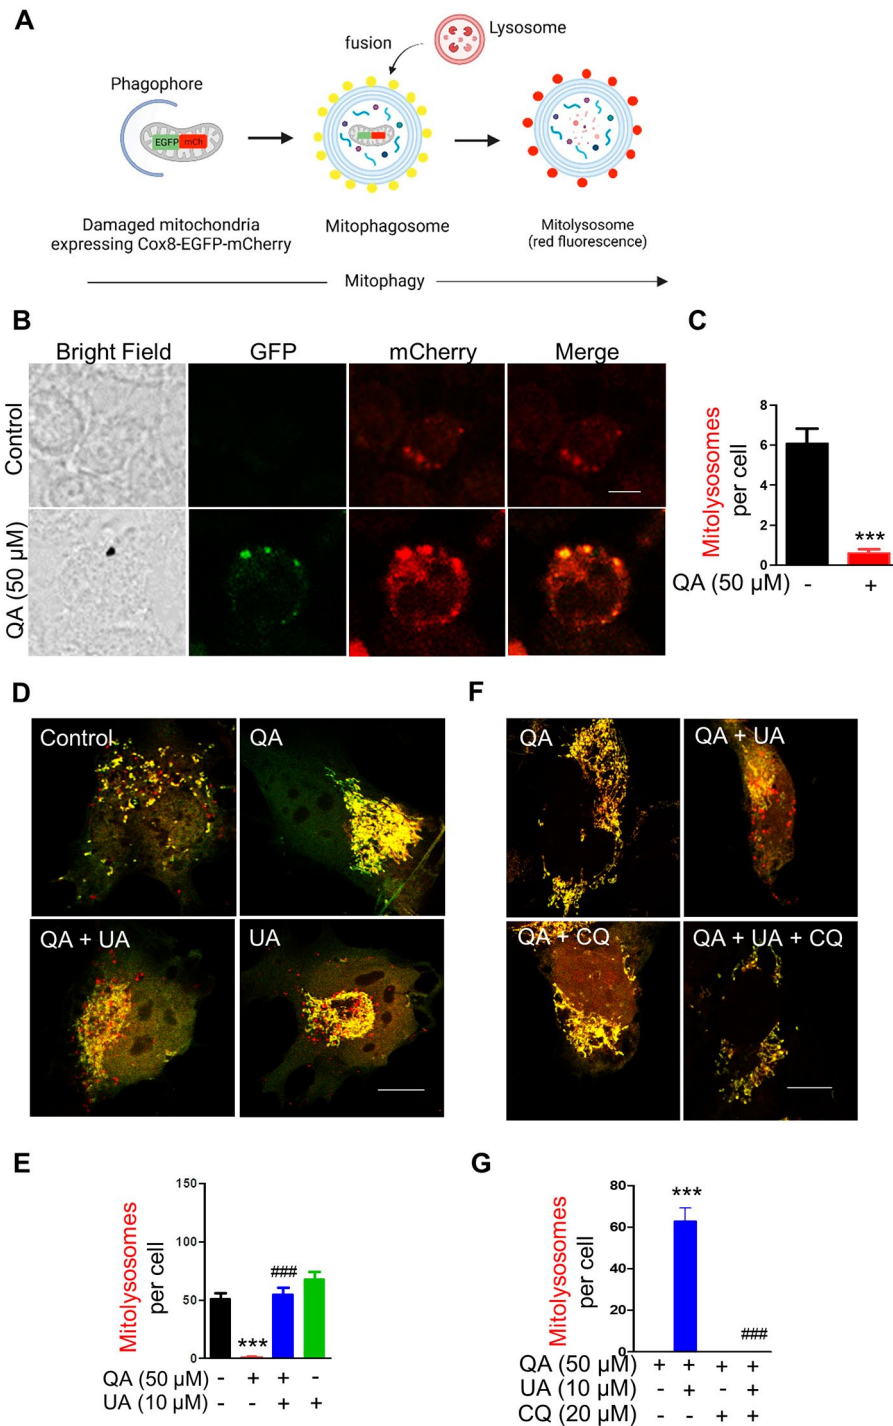 A
Lysosome
fusion
Phagophore
EGFP mCh
Damaged mitochondria
expressing Cox8-EGFP-mCherry
Mitophagosome
Mitolysosome
(red fluorescence)
Mitophagy
B
Bright Field GFP mCherry Merge
Control
QA (50 µM)
C
Mitolysosomes
per cell
8
6
4
2
0
***
QA (50 µM) - +
D
Control
QA
QA + UA
UA
F
QA
QA + UA
QA + CQ
QA + UA + CQ
E
Mitolysosomes
per cell
150
100
50
0
***
###
QA (50 µM) - + + -
UA (10 µM) - - + +
G
Mitolysosomes
per cell
80
60
40
20
0
***
###
QA (50 µM) + + + +
UA (10 µM) - + - +
CQ (20 µM) - - + +